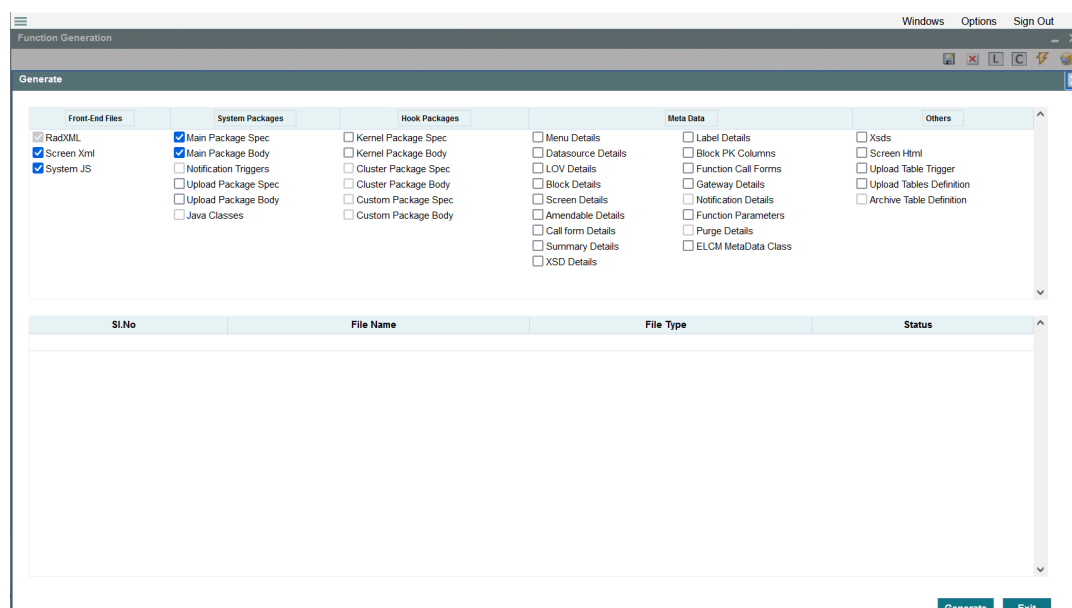 Windows Options Sign Out
Function Generation
L C
Generate
Front-End Files System Packages Hook Packages Meta Data Others
RadXML Main Package Spec Kernel Package Spec Menu Details Label Details Xsds
Screen Xml Main Package Body Kernel Package Body Datasource Details Block PK Columns Screen Html
System JS Notification Triggers Cluster Package Spec LOV Details Function Call Forms Upload Table Trigger
Upload Package Spec Cluster Package Body Block Details Gateway Details Upload Tables Definition
Upload Package Body Custom Package Spec Screen Details Notification Details Archive Table Definition
Java Classes Custom Package Body Amendable Details Function Parameters
Call form Details Purge Details
Summary Details ELCM MetaData Class
XSD Details
Sl.No File Name File Type Status
Generate Exit